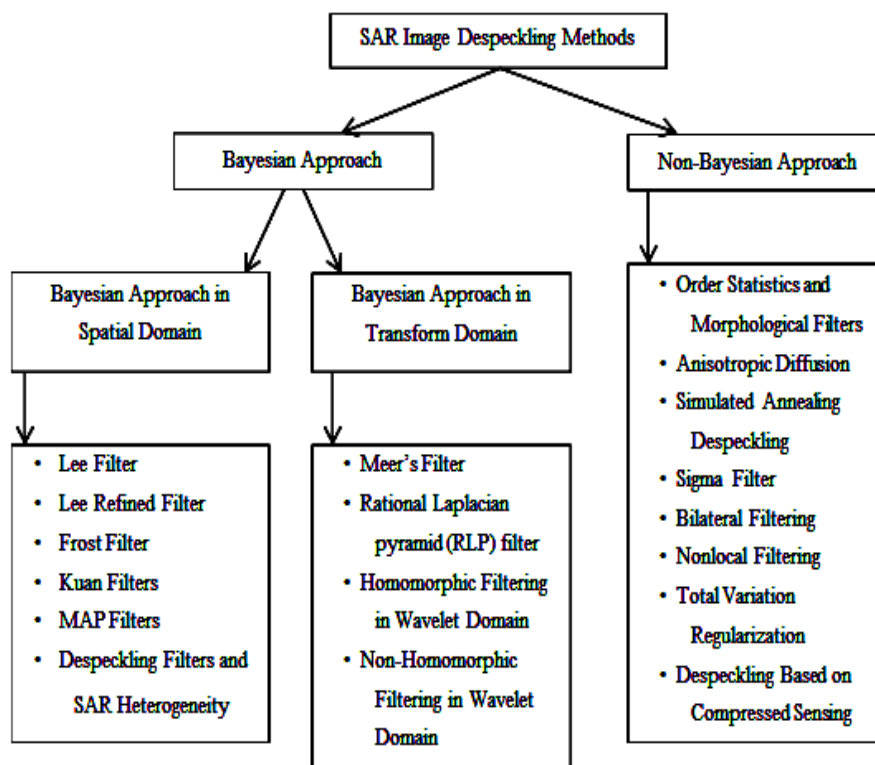 SAR Image Despeckling Methods
Bayesian Approach
Non-Bayesian Approach
Bayesian Approach in
Spatial Domain
Bayesian Approach in
Transform Domain
• Lee Filter
• Lee Refined Filter
• Frost Filter
• Kuan Filters
• MAP Filters
• Despeckling Filters and
SAR Heterogeneity
• Meer's Filter
• Rational Laplacian
pyramid (RLP) filter
• Homomorphic Filtering
in Wavelet Domain
• Non-Homomorphic
Filtering in Wavelet
Domain
• Order Statistics and
Morphological Filters
• Anisotropic Diffusion
• Simulated Annealing
Despeckling
• Sigma Filter
• Bilateral Filtering
• Nonlocal Filtering
• Total Variation
Regularization
• Despeckling Based on
Compressed Sensing